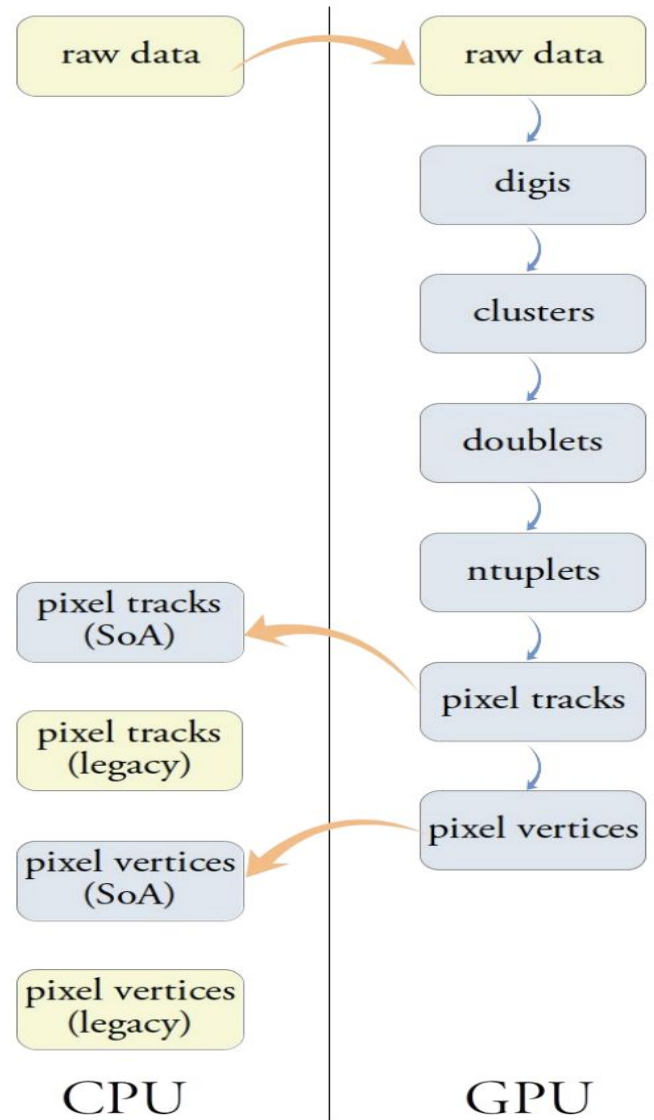 raw data
raw data
digis
clusters
doublets
ntuplets
pixel tracks
(SoA)
pixel tracks
pixel tracks
(legacy)
pixel vertices
pixel vertices
(SoA)
pixel vertices
(legacy)
CPU
GPU